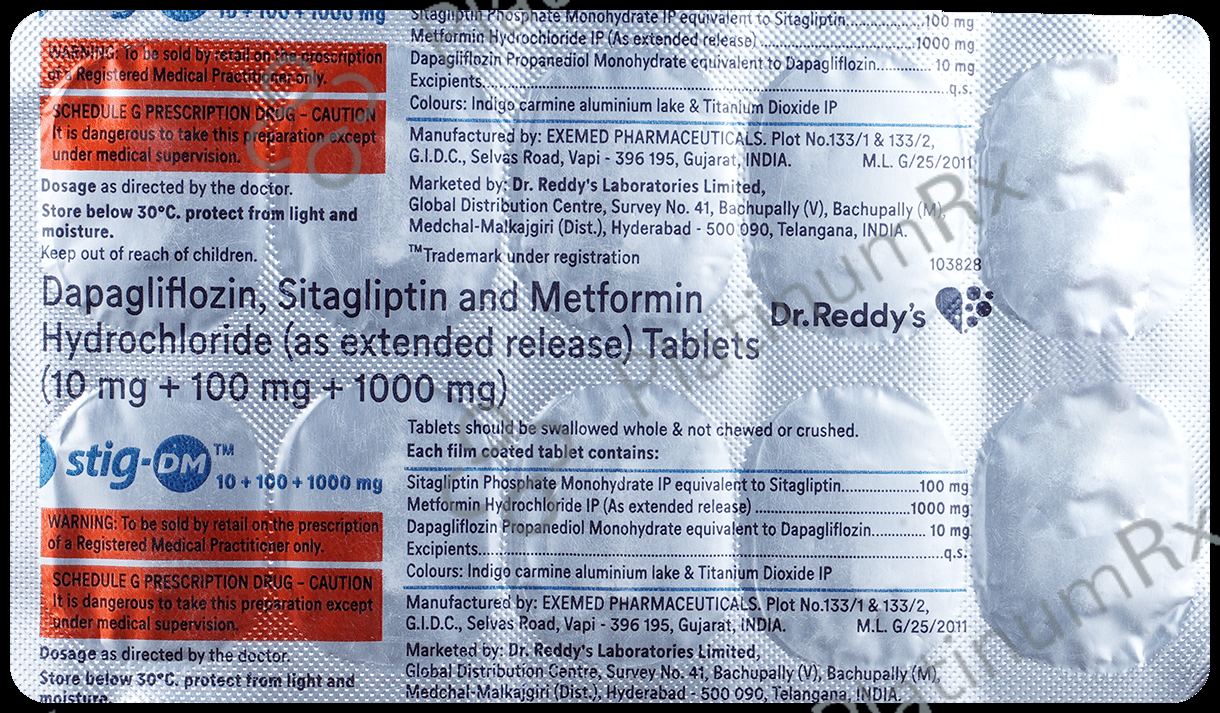 10 + 100 + 1000 mg
Sitagliptin Phosphate Monohydrate IP equivalent to Sitagliptin...............100 mg
Metformin Hydrochloride IP (As extended release)...............1000 mg
Dapagliflozin Propanediol Monohydrate equivalent to Dapagliflozin............. 10 mg
Excipients...............q.s.
Colours: Indigo carmine aluminium lake & Titanium Dioxide IP
WARNING: To be sold by retail on the prescription
of a Registered Medical Practitioner only.
SCHEDULE G PRESCRIPTION DRUG - CAUTION
It is dangerous to take this preparation except
under medical supervision.
Dosage as directed by the doctor.
Store below 30°C. protect from light and
moisture.
Keep out of reach of children.
Manufactured by: EXEMED PHARMACEUTICALS. Plot No.133/1 & 133/2,
G.I.D.C., Selvas Road, Vapi - 396 195, Gujarat, INDIA. M.L. G/25/2011
Marketed by: Dr. Reddy's Laboratories Limited,
Global Distribution Centre, Survey No. 41, Bachupally (V), Bachupally (M),
Medchal-Malkajgiri (Dist.), Hyderabad - 500 090, Telangana, INDIA.
™Trademark under registration
103828
Dapagliflozin, Sitagliptin and Metformin
Hydrochloride (as extended release) Tablets
(10 mg + 100 mg + 1000 mg)
Dr.Reddy's
stig-DM™
10 + 100 + 1000 mg
WARNING: To be sold by retail on the prescription
of a Registered Medical Practitioner only.
SCHEDULE G PRESCRIPTION DRUG - CAUTION
It is dangerous to take this preparation except
under medical supervision.
Dosage as directed by the doctor.
Store below 30°C. protect from light and
moisture.
Tablets should be swallowed whole & not chewed or crushed.
Each film coated tablet contains:
Sitagliptin Phosphate Monohydrate IP equivalent to Sitagliptin...............100 mg
Metformin Hydrochloride IP (As extended release)...............1000 mg
Dapagliflozin Propanediol Monohydrate equivalent to Dapagliflozin............. 10 mg
Excipients...............q.s.
Colours: Indigo carmine aluminium lake & Titanium Dioxide IP
Manufactured by: EXEMED PHARMACEUTICALS. Plot No.133/1 & 133/2,
G.I.D.C., Selvas Road, Vapi - 396 195, Gujarat, INDIA. M.L. G/25/2011
Marketed by: Dr. Reddy's Laboratories Limited,
Global Distribution Centre, Survey No. 41, Bachupally (V), Bachupally (M),
Medchal-Malkajgiri (Dist.), Hyderabad - 500 090, Telangana, INDIA.
PlatinumRx
PlatinumRx
PlatinumRx